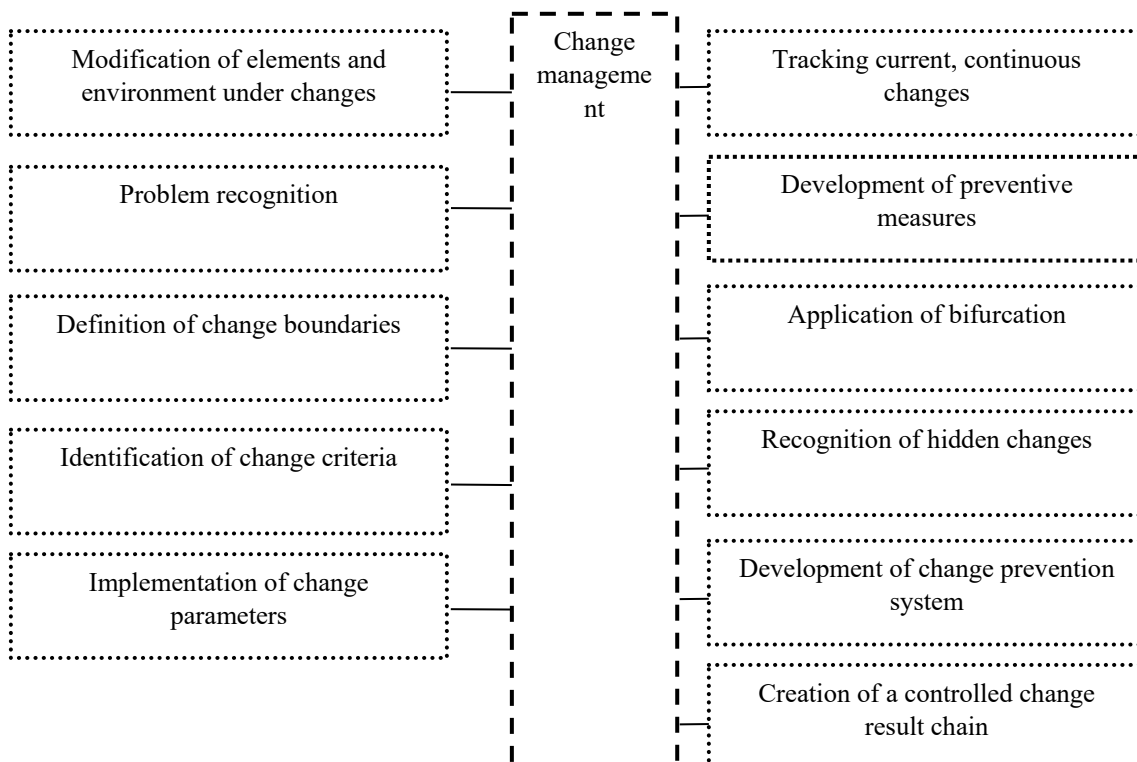 Modification of elements and
environment under changes
Problem recognition
Definition of change boundaries
Identification of change criteria
Implementation of change
parameters
Change
manageme
nt
Tracking current, continuous
changes
Development of preventive
measures
Application of bifurcation
Recognition of hidden changes
Development of change prevention
system
Creation of a controlled change
result chain